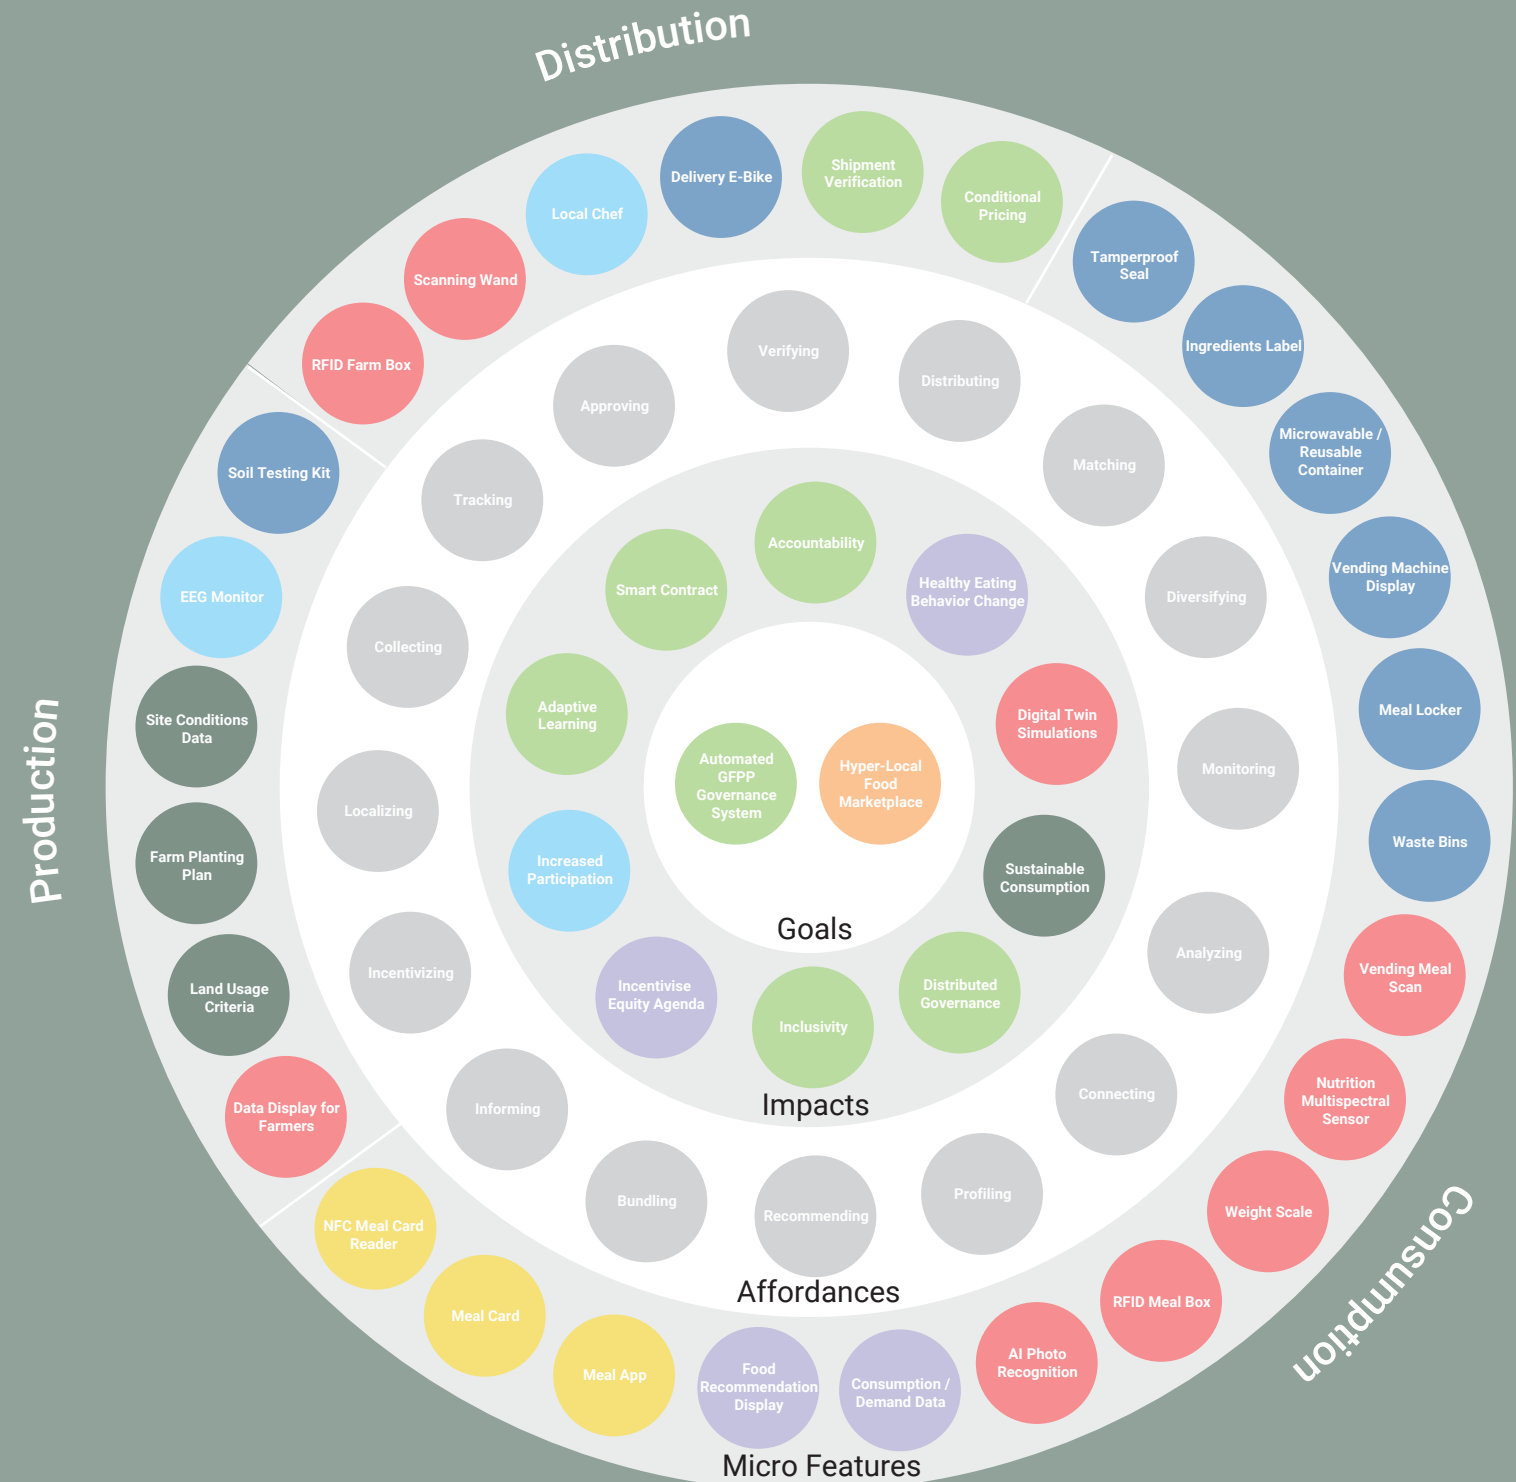 Distribution
Production
Consumption
Delivery E-Bike
Shipment
Verification
Conditional
Pricing
Local Chef
Scanning Wand
RFID Farm Box
Tamperproof
Seal
Ingredients Label
Microwavable /
Reusable
Container
Vending Machine
Display
Meal Locker
Waste Bins
Vending Meal
Scan
Nutrition
Multispectral
Sensor
Weight Scale
RFID Meal Box
AI Photo
Recognition
Consumption /
Demand Data
Food
Recommendation
Display
Meal App
Meal Card
NFC Meal Card
Reader
Data Display for
Farmers
Land Usage
Criteria
Farm Planting
Plan
Site Conditions
Data
EEG Monitor
Soil Testing Kit
Micro Features
Verifying
Distributing
Matching
Diversifying
Monitoring
Analyzing
Connecting
Profiling
Recommending
Bundling
Informing
Incentivizing
Localizing
Collecting
Tracking
Approving
Affordances
Accountability
Healthy Eating
Behavior Change
Digital Twin
Simulations
Sustainable
Consumption
Distributed
Governance
Inclusivity
Incentivise
Equity Agenda
Increased
Participation
Adaptive
Learning
Smart Contract
Impacts
Automated
GFPP
Governance
System
Hyper-Local
Food
Marketplace
Goals